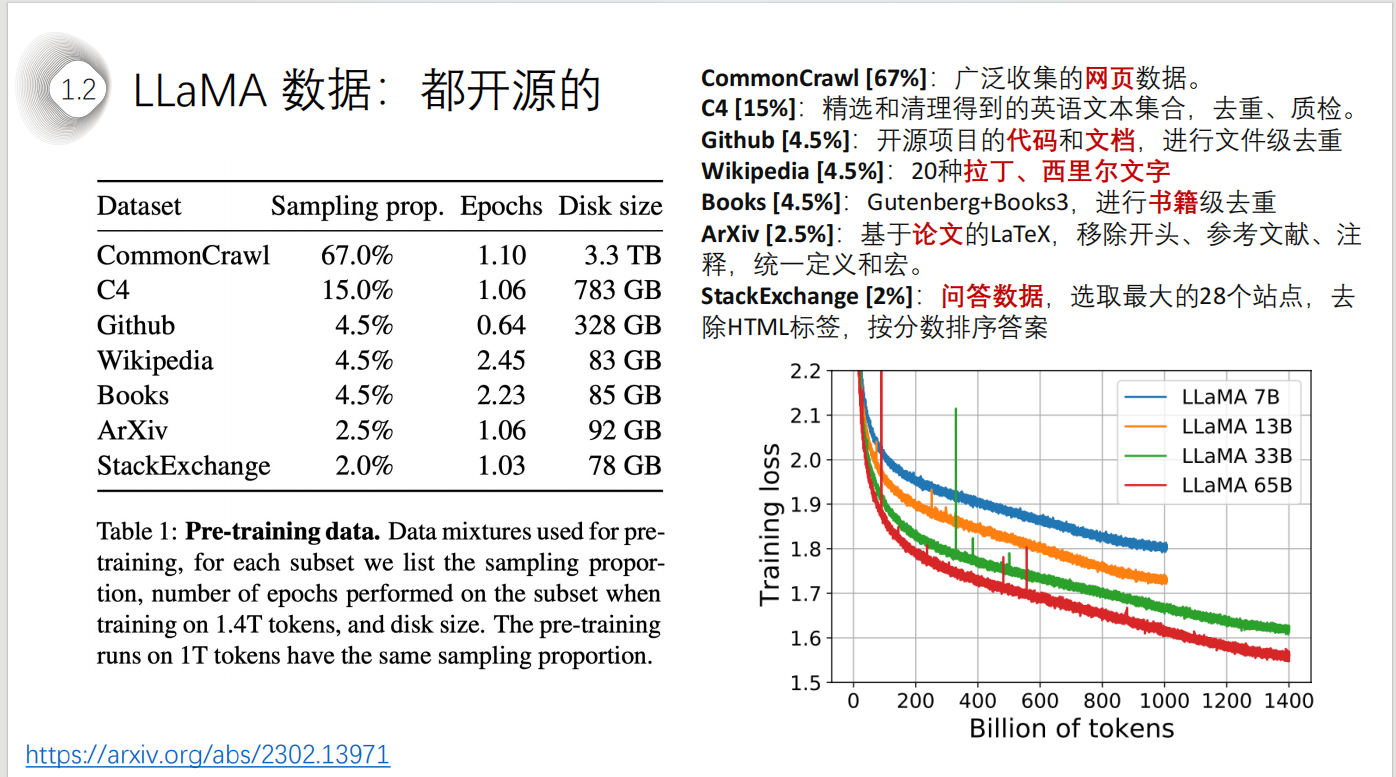 1.2
LLaMA 数据：都开源的
Dataset Sampling prop. Epochs Disk size
CommonCrawl 67.0% 1.10 3.3 TB
C4 15.0% 1.06 783 GB
Github 4.5% 0.64 328 GB
Wikipedia 4.5% 2.45 83 GB
Books 4.5% 2.23 85 GB
ArXiv 2.5% 1.06 92 GB
StackExchange 2.0% 1.03 78 GB
Table 1: Pre-training data. Data mixtures used for pre-
training, for each subset we list the sampling propor-
tion, number of epochs performed on the subset when
training on 1.4T tokens, and disk size. The pre-training
runs on 1T tokens have the same sampling proportion.
https://arxiv.org/abs/2302.13971
CommonCrawl [67%]：广泛收集的网页数据。
C4 [15%]：精选和清理得到的英语文本集合，去重、质检。
Github [4.5%]：开源项目的代码和文档，进行文件级去重
Wikipedia [4.5%]：20种拉丁、西里尔文字
Books [4.5%]：Gutenberg+Books3，进行书籍级去重
ArXiv [2.5%]：基于论文的LaTeX，移除开头、参考文献、注
释，统一定义和宏。
StackExchange [2%]：问答数据，选取最大的28个站点，去
除HTML标签，按分数排序答案
2.2
2.1
2.0
1.9
1.8
1.7
1.6
1.5
Training loss
LLaMA 7B
LLaMA 13B
LLaMA 33B
LLaMA 65B
0 200 400 600 800 1000 1200 1400
Billion of tokens